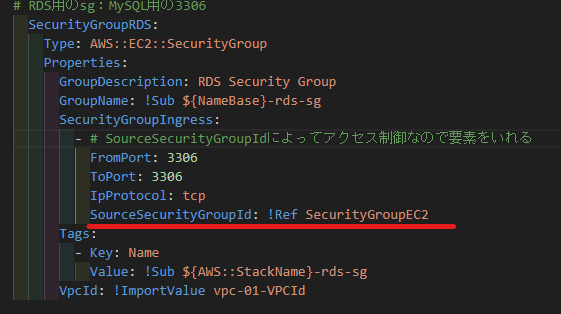 # RDS用のsg：MySQL用の3306
SecurityGroupRDS:
Type: AWS::EC2::SecurityGroup
Properties:
GroupDescription: RDS Security Group
GroupName: !Sub ${NameBase}-rds-sg
SecurityGroupIngress:
- # SourceSecurityGroupIdによってアクセス制御なので要素をいれる
FromPort: 3306
ToPort: 3306
IpProtocol: tcp
SourceSecurityGroupId: !Ref SecurityGroupEC2
Tags:
- Key: Name
Value: !Sub ${AWS::StackName}-rds-sg
VpcId: !ImportValue vpc-01-VPCId